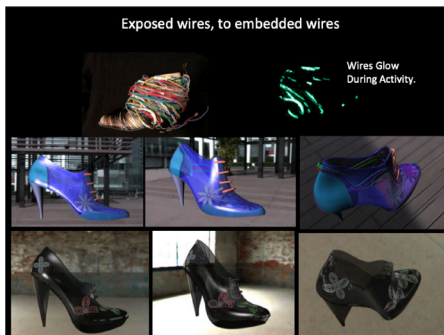 Exposed wires, to embedded wires
Wires Glow
During Activity.